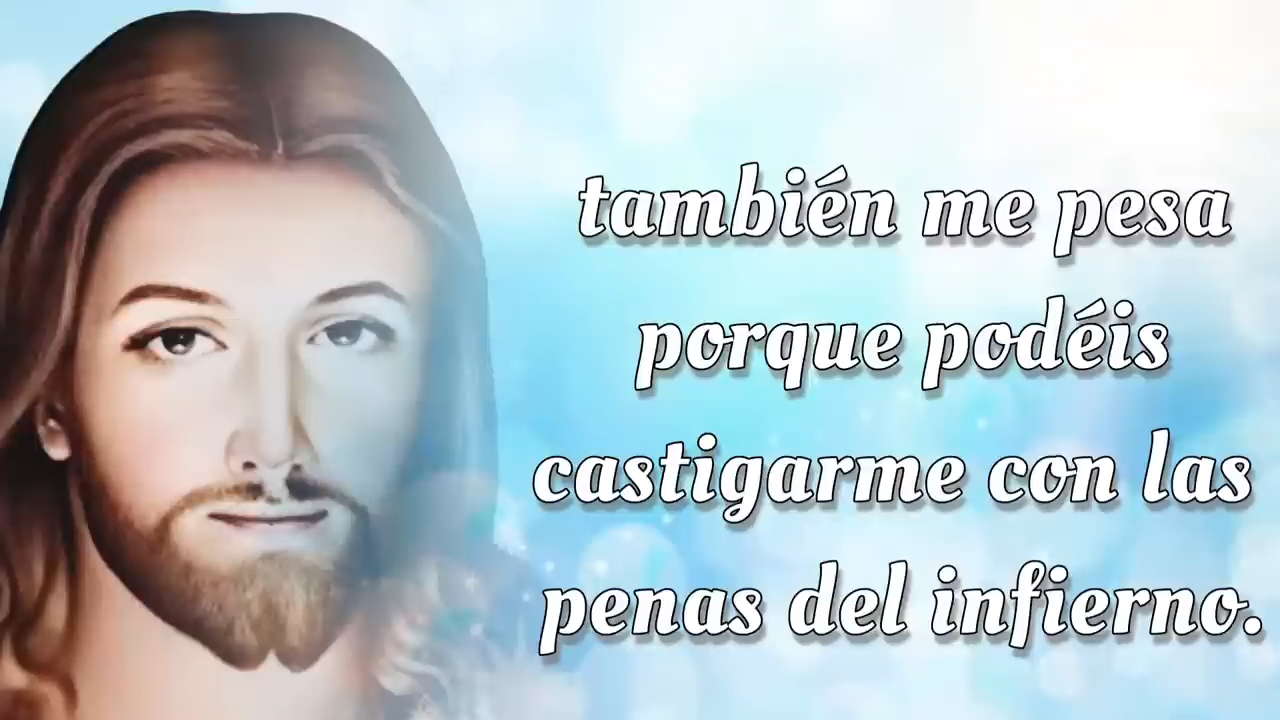 también me pesa
porque podéis
castigarme con las
penas del infierno.